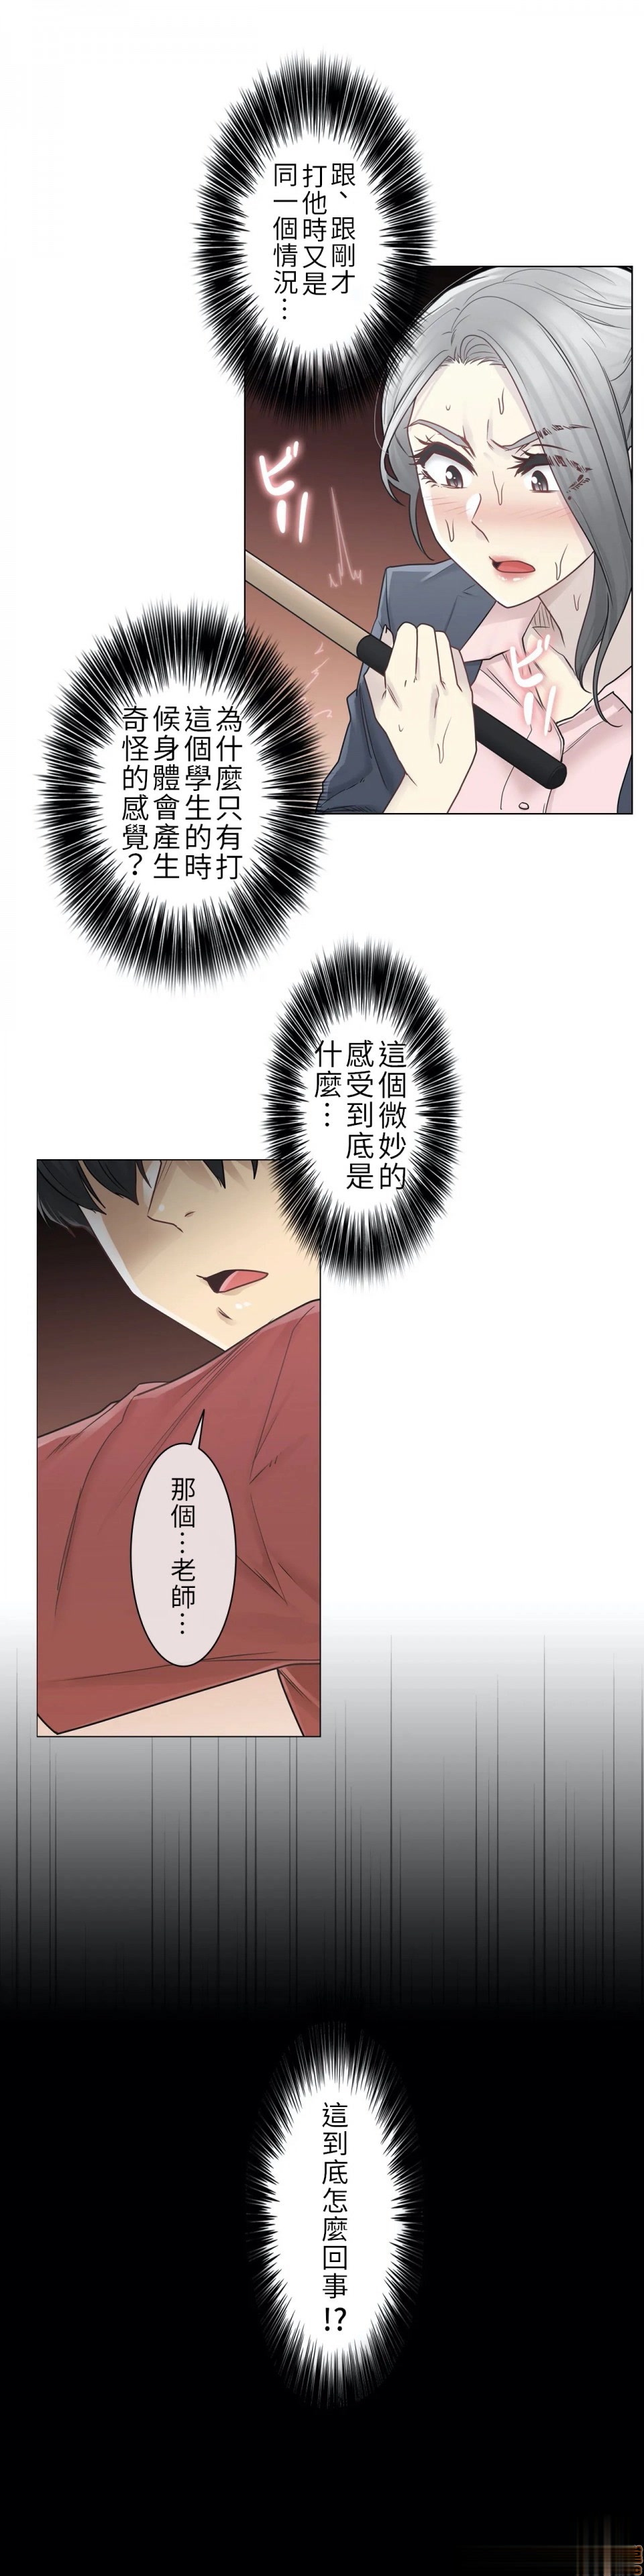 跟、跟剛才
打他時又是
同一個情況…
ビリ
ビリ
為什麼只有打
這個學生的時
候身體會產生
奇怪的感覺？
這個微妙的
感受到底是
什麼…
那個…老師…
這到底怎麼回事!?